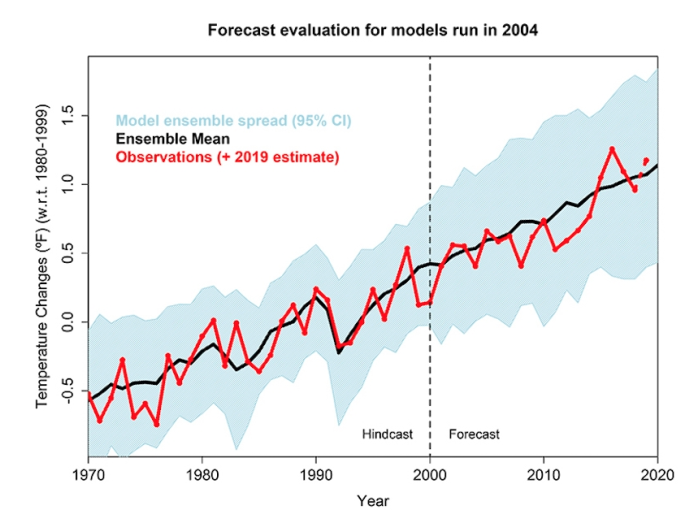 Forecast evaluation for models run in 2004
Temperature Changes (ºF) (w.r.t. 1980-1999)
1.5
1.0
0.5
0.0
-0.5
Model ensemble spread (95% CI)
Ensemble Mean
Observations (+ 2019 estimate)
Hindcast
Forecast
1970
1980
1990
2000
2010
2020
Year